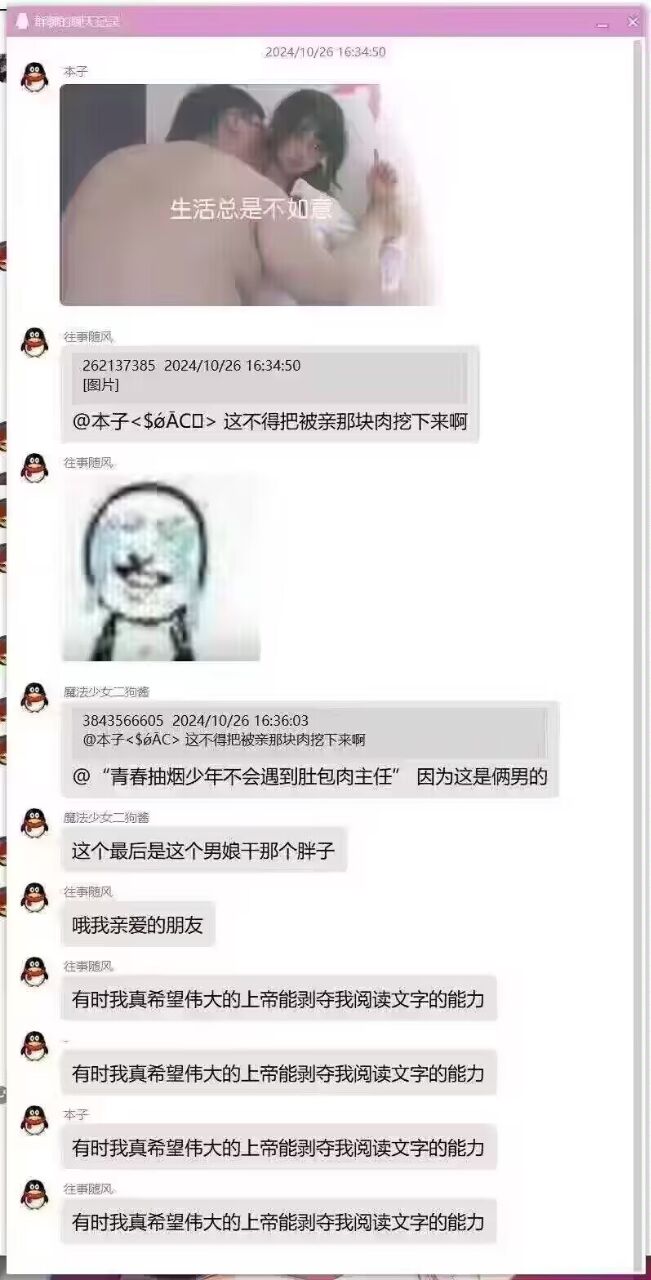 群聊的聊天记录
2024/10/26 16:34:50
本子
生活总是不如意
往事随风
262137385 2024/10/26 16:34:50
[图片]
@本子<$ǿĀC▯> 这不得把被亲那块肉挖下来啊
往事随风
魔法少女二狗酱
3843566605 2024/10/26 16:36:03
@本子<$ǿĀC> 这不得把被亲那块肉挖下来啊
@“青春抽烟少年不会遇到肚包肉主任” 因为这是俩男的
魔法少女二狗酱
这个最后是这个男娘干那个胖子
往事随风
哦我亲爱的朋友
往事随风
有时我真希望伟大的上帝能剥夺我阅读文字的能力
.
有时我真希望伟大的上帝能剥夺我阅读文字的能力
本子
有时我真希望伟大的上帝能剥夺我阅读文字的能力
往事随风
有时我真希望伟大的上帝能剥夺我阅读文字的能力